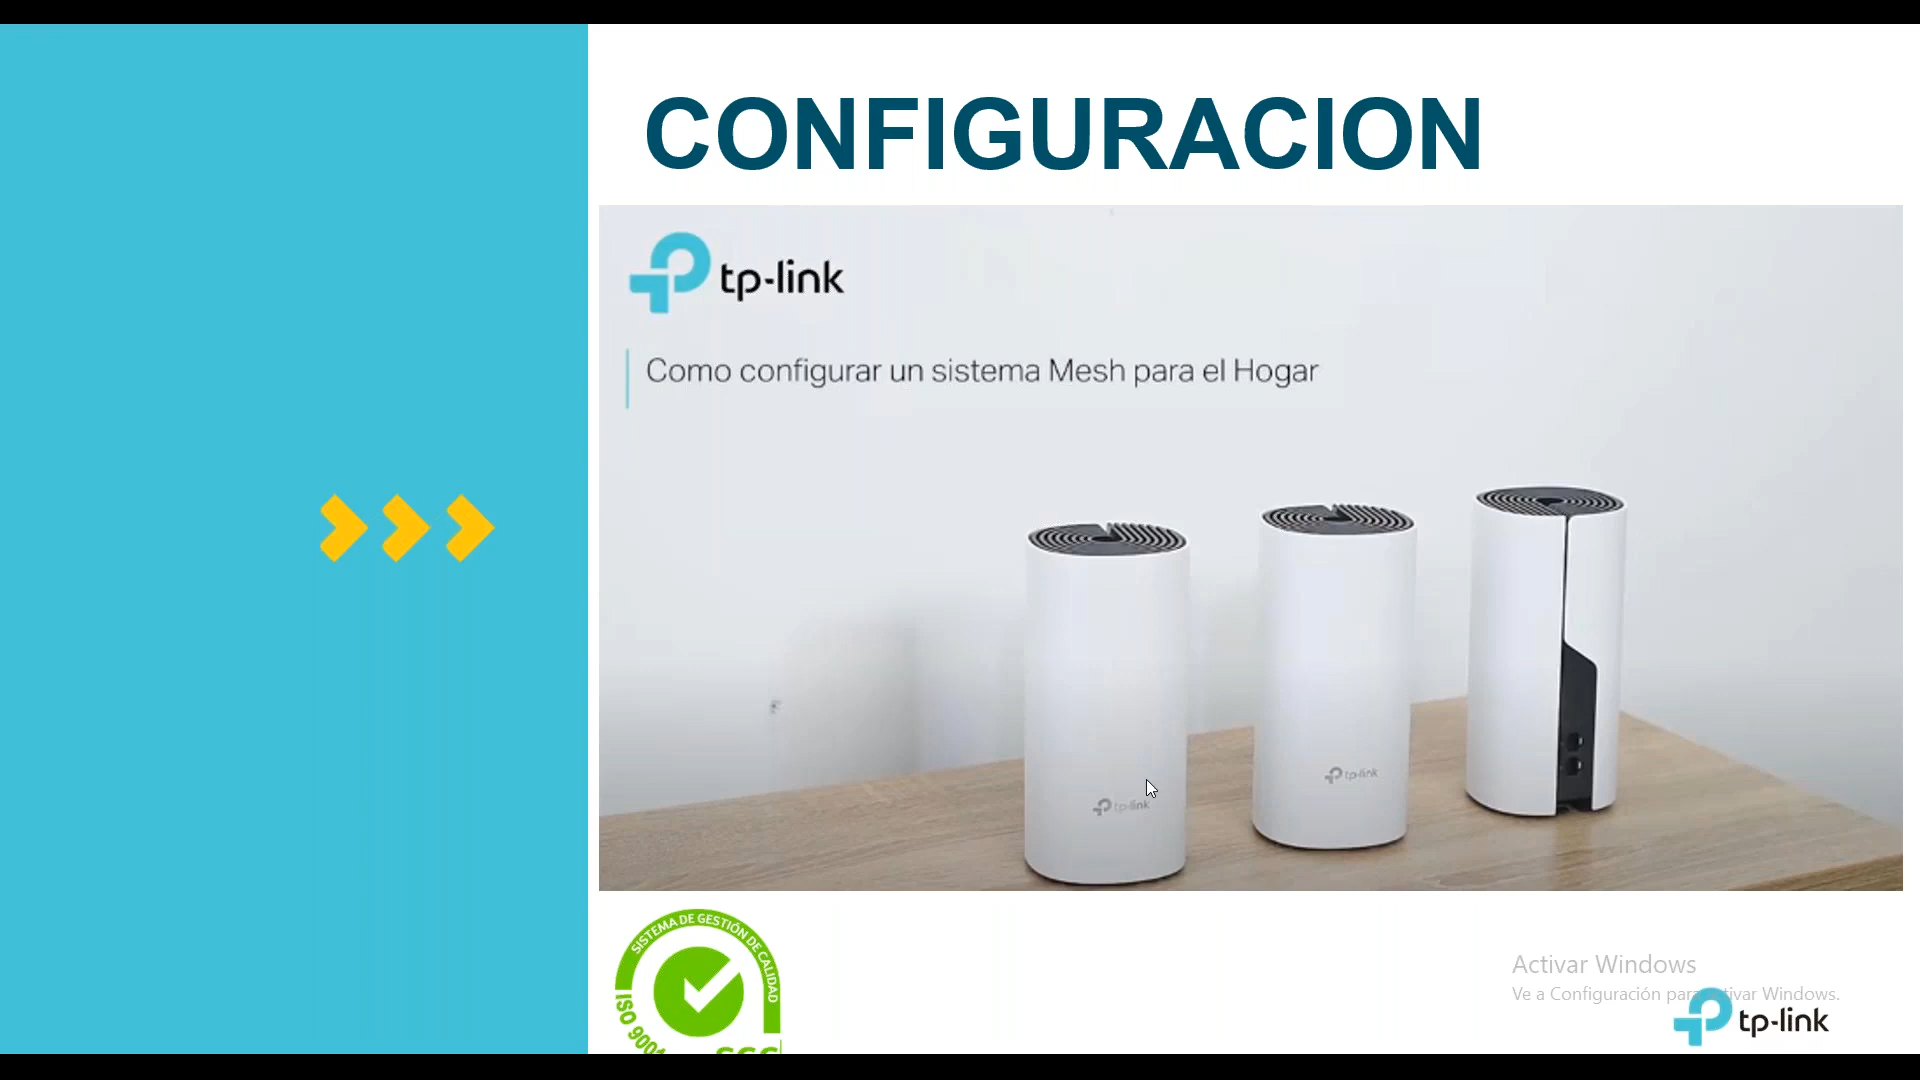 CONFIGURACION
tp-link
Como configurar un sistema Mesh para el Hogar
tp-link
tp-link
SISTEMA DE GESTIÓN DE CALIDAD
ISO 9001
SGS
Activar Windows
Ve a Configuración para activar Windows.
tp-link